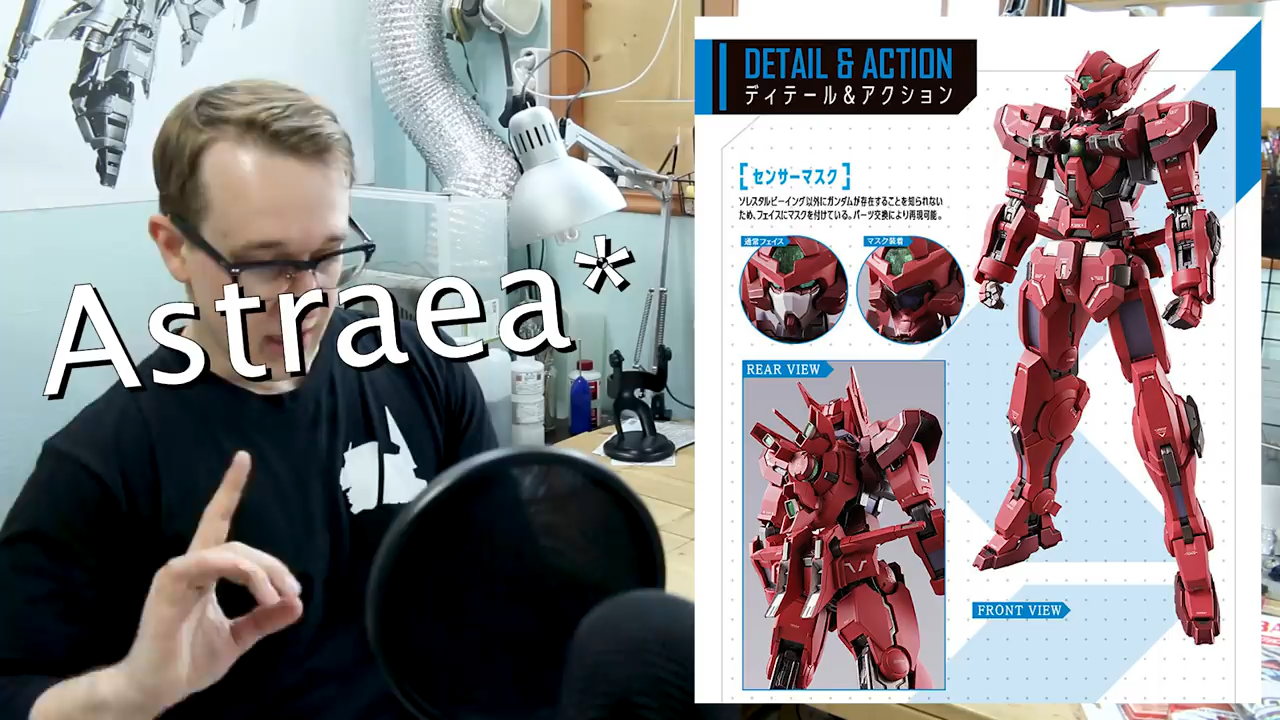 Astraea*
DETAIL & ACTION
ディテール&アクション
[センサーマスク]
ソレスタルビーイング以外にガンダムが存在することを知られない
ため、フェイスにマスクを付けている。パーツ交換により再現可能。
通常フェイス
マスク装着
REAR VIEW
FRONT VIEW